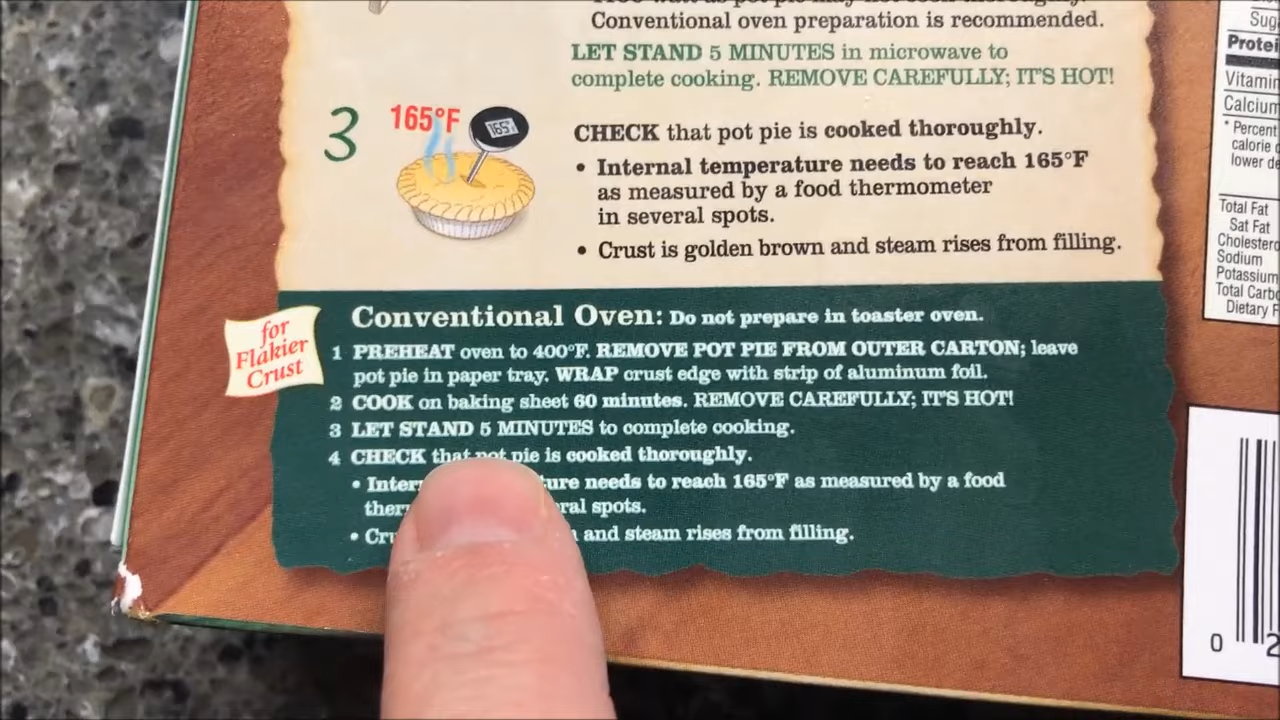 Conventional oven preparation is recommended.
LET STAND 5 MINUTES in microwave to
complete cooking. REMOVE CAREFULLY; IT'S HOT!
3
165°F
165°
CHECK that pot pie is cooked thoroughly.
• Internal temperature needs to reach 165°F
as measured by a food thermometer
in several spots.
• Crust is golden brown and steam rises from filling.
for
Flakier
Crust
Conventional Oven: Do not prepare in toaster oven.
1 PREHEAT oven to 400°F. REMOVE POT PIE FROM OUTER CARTON; leave
pot pie in paper tray. WRAP crust edge with strip of aluminum foil.
2 COOK on baking sheet 60 minutes. REMOVE CAREFULLY; IT'S HOT!
3 LET STAND 5 MINUTES to complete cooking.
4 CHECK that pot pie is cooked thoroughly.
• needs to reach 165°F as measured by a food
spots.
• and steam rises from filling.
Vitamin
Calcium
* Percent
calorie
Total Fat
Sat Fat
Sodium
Potassium
Dietary
0